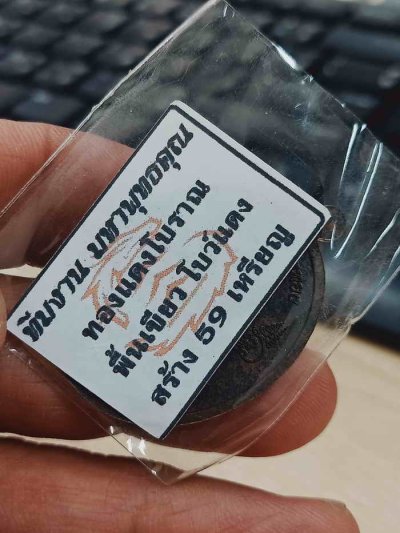 ทีมงาน มหาพุทธคุณ
ทองแดงโบราณ
พื้นเขียว โบว์แดง
สร้าง 59 เหรียญ